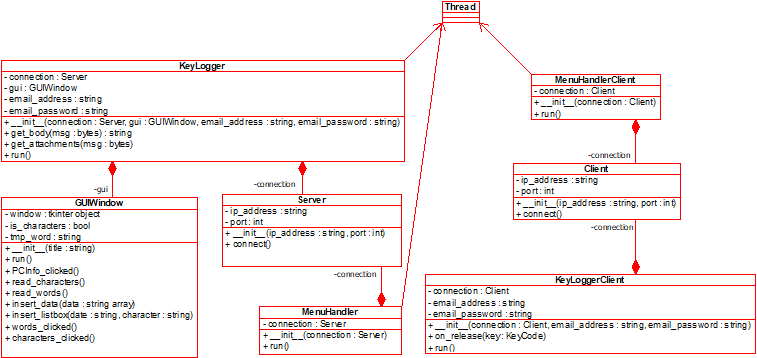 Thread
KeyLogger
- connection : Server
- gui : GUIWindow
- email_address : string
- email_password : string
+ __init__(connection : Server, gui : GUIWindow, email_address : string, email_password : string)
+ get_body(msg : bytes) : string
+ get_attachments(msg : bytes)
+ run()
MenuHandlerClient
- connection : Client
+ __init__(connection : Client)
+ run()
-connection
Client
- ip_address : string
- port : int
+ __init__(ip_address : string, port : int)
+ connect()
-gui
-connection
GUIWindow
- window : tkinter object
- is_characters : bool
- tmp_word : string
+ __init__(title : string)
+ run()
+ PCInfo_clicked()
+ read_characters()
+ read_words()
+ insert_data(data : string array)
+ insert_listbox(date : string, character : string)
+ words_clicked()
+ characters_clicked()
Server
- ip_address : string
- port : int
+ __init__(ip_address : string, port : int)
+ connect()
-connection
-connection
MenuHandler
- connection : Server
+ __init__(connection : Server)
+ run()
KeyLoggerClient
- connection : Client
- email_address : string
- email_password : string
+ __init__(connection : Client, email_address : string, email_password : string)
+ on_release(key: KeyCode)
+ run()